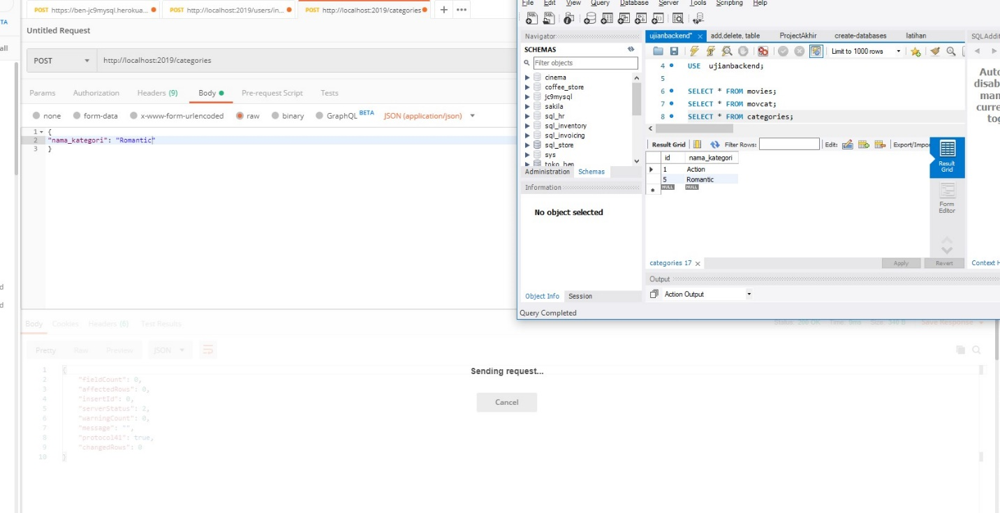 TA
all
d
d
POST https://ben-jc9mysql.herokua...
POST http://localhost:2019/users/in...
POST http://localhost:2019/categories
Untitled Request
POST http://localhost:2019/categories
Params Authorization Headers (9) Body Pre-request Script Tests
none form-data x-www-form-urlencoded raw binary GraphQL BETA JSON (application/json)
1 {
2 "nama_kategori": "Romantic"
3 }
Body Cookies Headers (6) Test Results
Status: 200 OK Time: 9ms Size: 340 B Save Response
Pretty Raw Preview JSON
1 {
2 "fieldCount": 0,
3 "affectedRows": 0,
4 "insertId": 0,
5 "serverStatus": 2,
6 "warningCount": 0,
7 "message": "",
8 "protocol41": true,
9 "changedRows": 0
10 }
Sending request...
Cancel
File Edit View Query Database Server Tools Scripting Help
Navigator
SCHEMAS
Filter objects
cinema
coffee_store
jc9mysql
sakila
sql_hr
sql_inventory
sql_invoicing
sql_store
sys
toko_ben
Administration Schemas
Information
No object selected
Object Info Session
Query Completed
ujianbackend* add,delete, table ProjectAkhir create-databases latihan
Limit to 1000 rows
4 USE ujianbackend;
5
6 SELECT * FROM movies;
7 SELECT * FROM movcat;
8 SELECT * FROM categories;
Result Grid Filter Rows: Edit: Export/Impor
id nama_kategori
1 Action
5 Romantic
NULL NULL
Result Grid
Form Editor
categories 17 Apply Revert
Output
Action Output
SQLAddit
Auto
disab
man
curre
tog
Context H